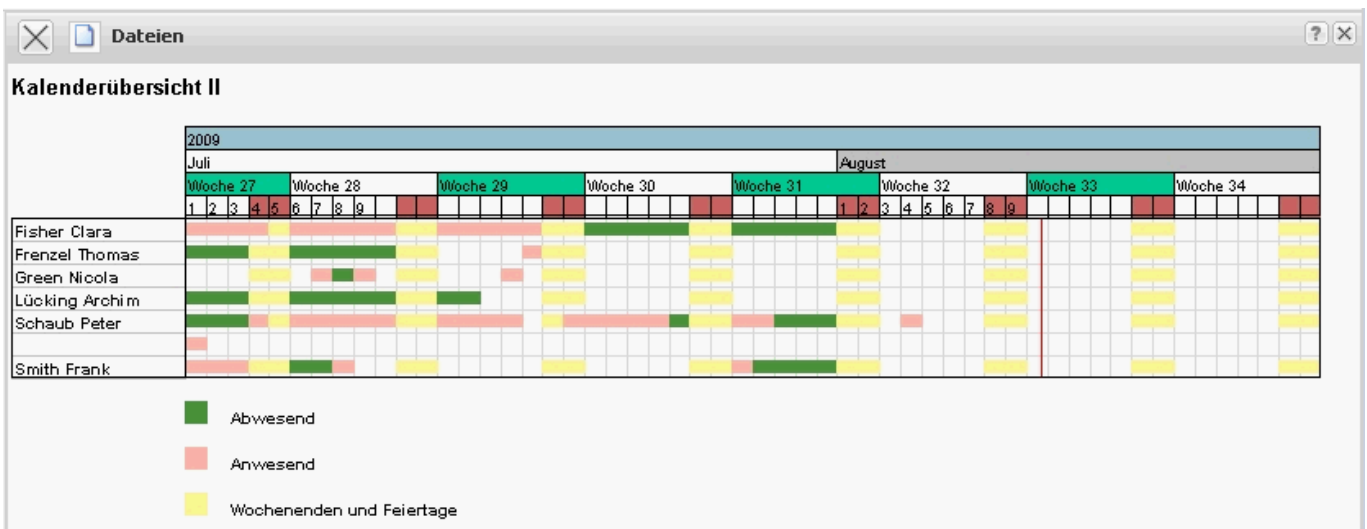 Dateien
?
Kalenderübersicht II
2009
Juli August
Woche 27 Woche 28 Woche 29 Woche 30 Woche 31 Woche 32 Woche 33 Woche 34
1 2 3 4 5 6 7 8 9 1 2 3 4 5 6 7 8 9
Fisher Clara
Frenzel Thomas
Green Nicola
Lücking Archim
Schaub Peter
Smith Frank
Abwesend
Anwesend
Wochenenden und Feiertage